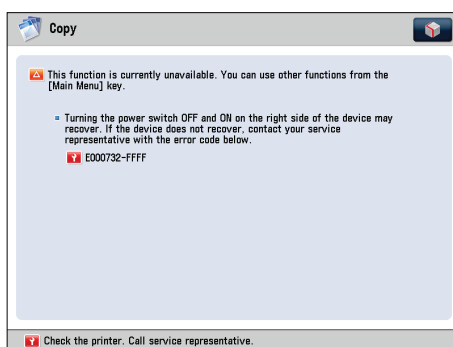 Copy
This function is currently unavailable. You can use other functions from the
[Main Menu] key.
Turning the power switch OFF and ON on the right side of the device may
recover. If the device does not recover, contact your service
representative with the error code below.
E000732-FFFF
Check the printer. Call service representative.